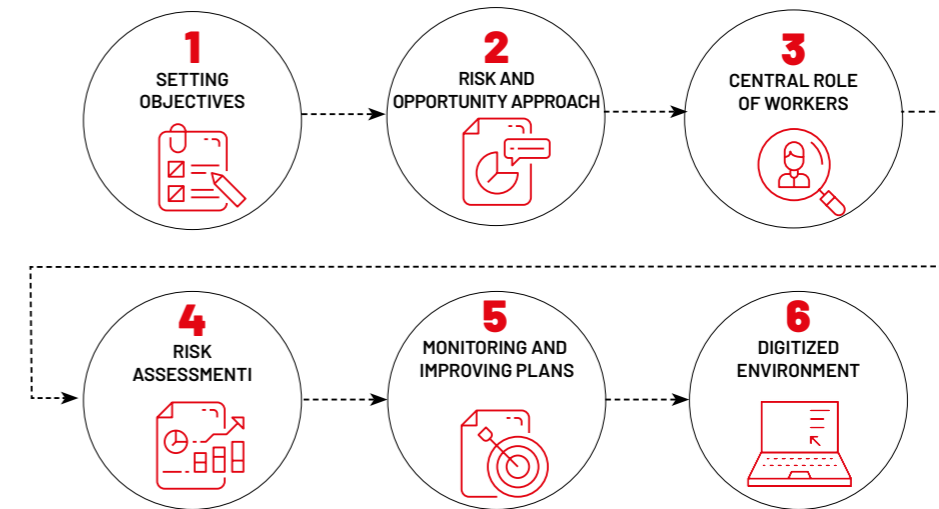 1
SETTING
OBJECTIVES
2
RISK AND
OPPORTUNITY APPROACH
3
CENTRAL ROLE
OF WORKERS
4
RISK
ASSESSMENTI
5
MONITORING AND
IMPROVING PLANS
6
DIGITIZED
ENVIRONMENT